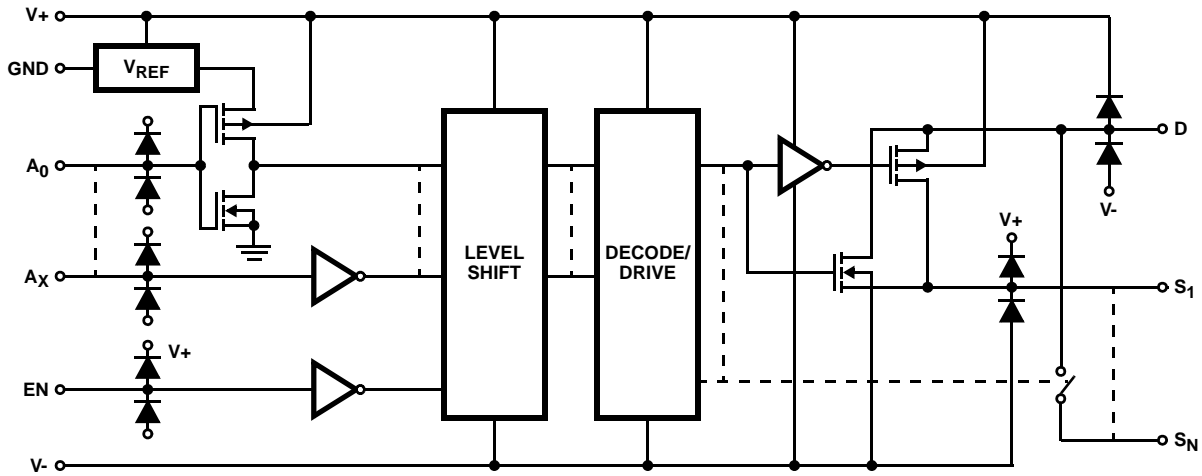 V+
GND
VREF
A0
AX
V+
EN
V-
LEVEL
SHIFT
DECODE/
DRIVE
D
V-
V+
S1
SN